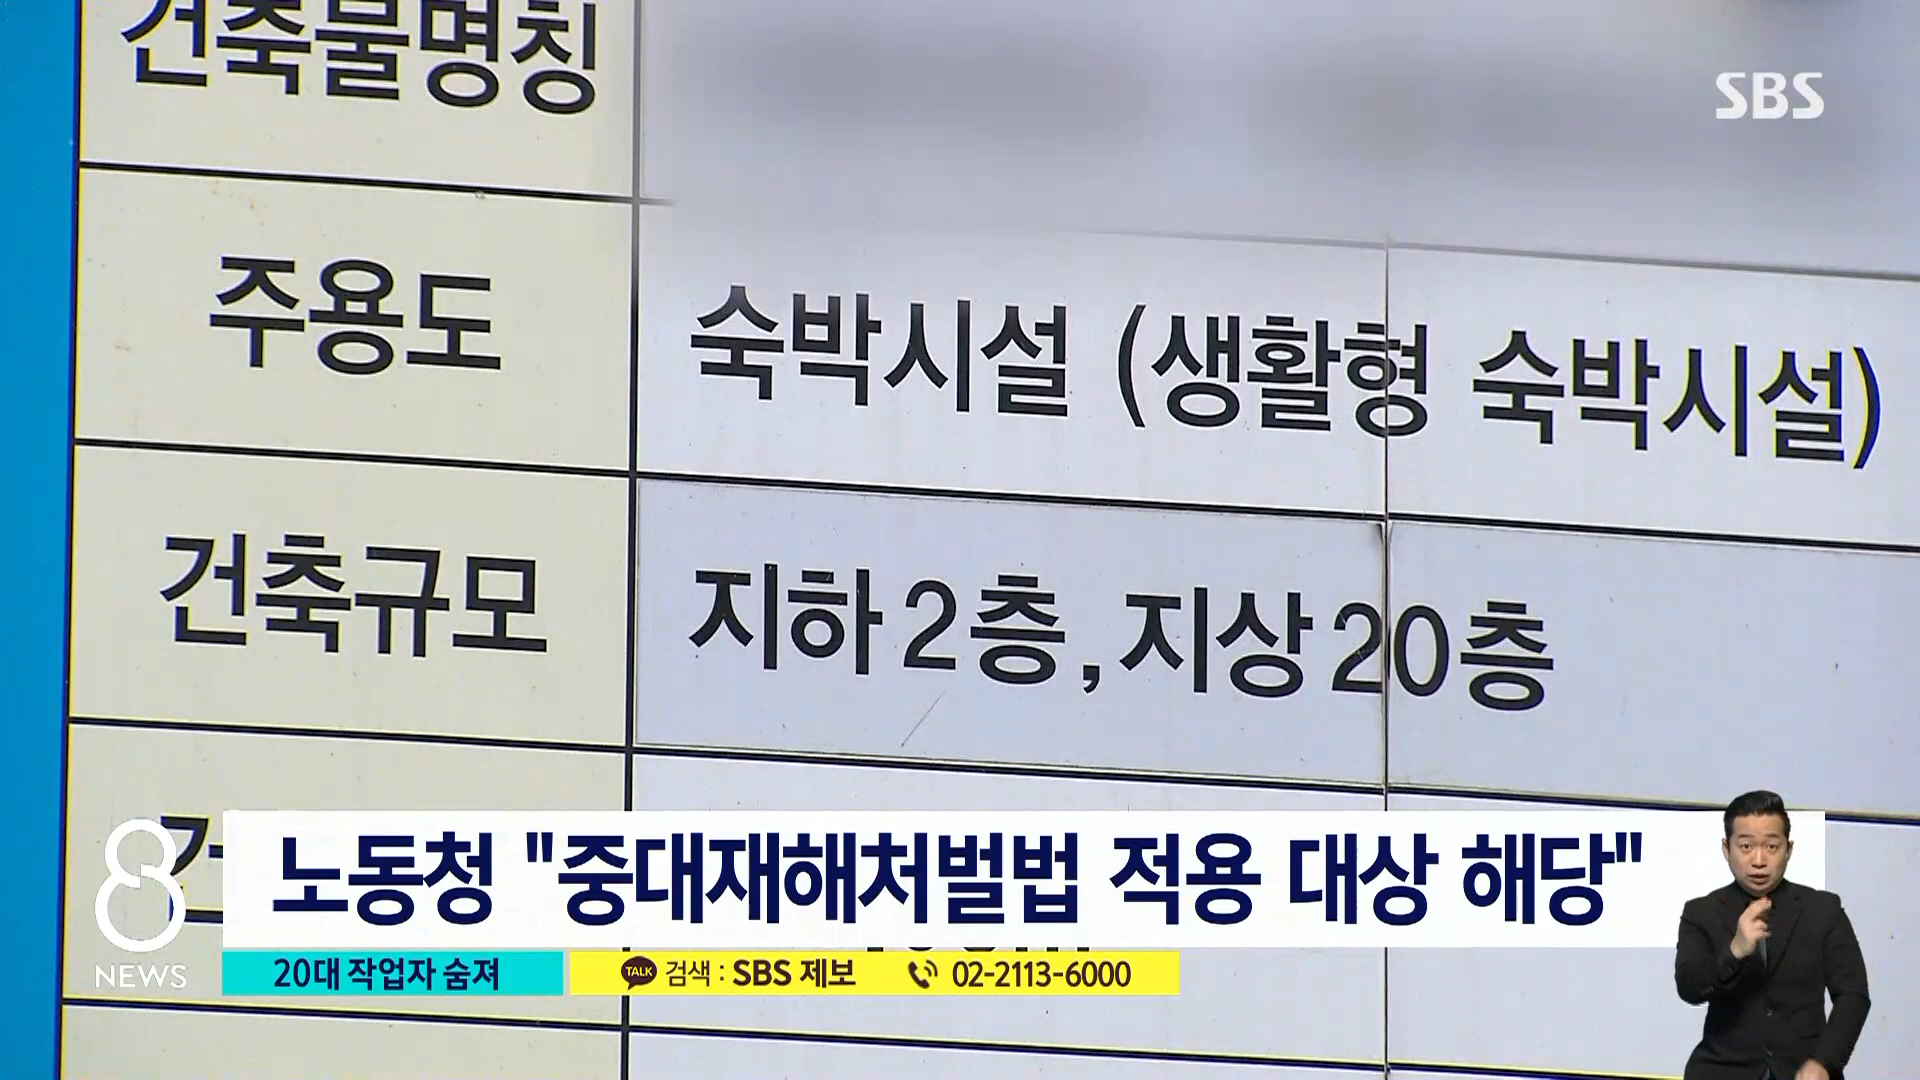 건축물명칭
SBS
주용도
숙박시설 (생활형 숙박시설)
건축규모
지하 2층, 지상 20층
8
NEWS
노동청 "중대재해처벌법 적용 대상 해당"
20대 작업자 숨져
TALK 검색 : SBS 제보 02-2113-6000